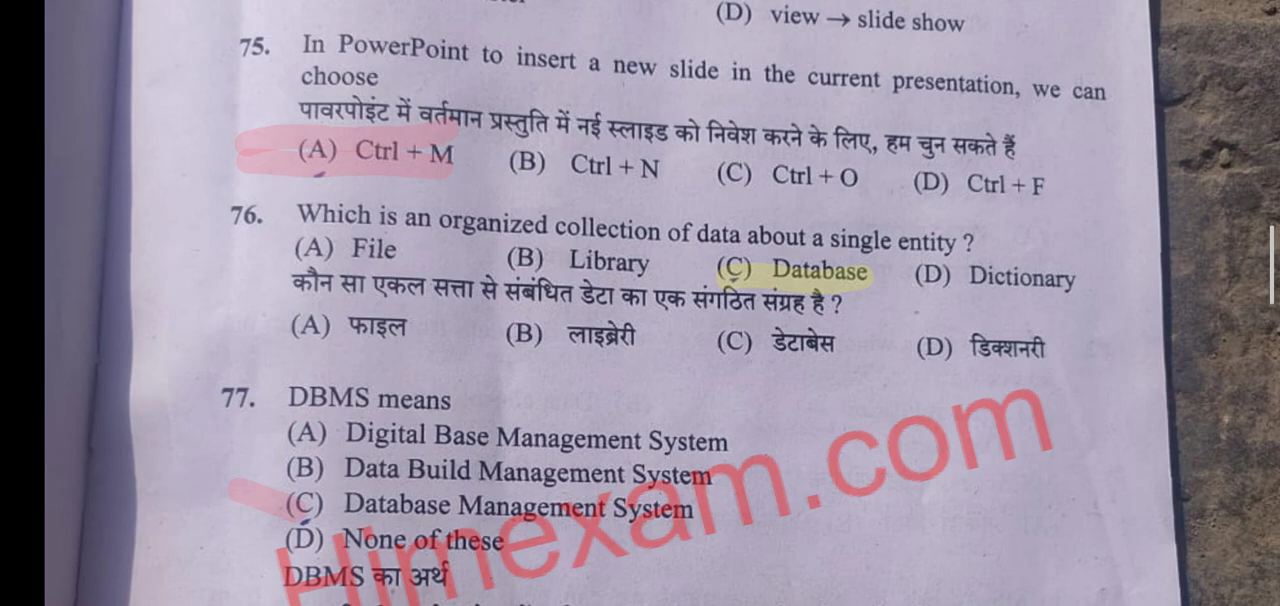 (D) view → slide show
75. In PowerPoint to insert a new slide in the current presentation, we can
choose
पावरपोइंट में वर्तमान प्रस्तुति में नई स्लाइड को निवेश करने के लिए, हम चुन सकते हैं
(A) Ctrl + M (B) Ctrl + N (C) Ctrl + O (D) Ctrl + F
76. Which is an organized collection of data about a single entity ?
(A) File (B) Library (C) Database (D) Dictionary
कौन सा एकल सत्ता से संबंधित डेटा का एक संगठित संग्रह है ?
(A) फाइल (B) लाइब्रेरी (C) डेटाबेस (D) डिक्शनरी
77. DBMS means
(A) Digital Base Management System
(B) Data Build Management System
(C) Database Management System
(D) None of these
DBMS का अर्थ
Himexam.com